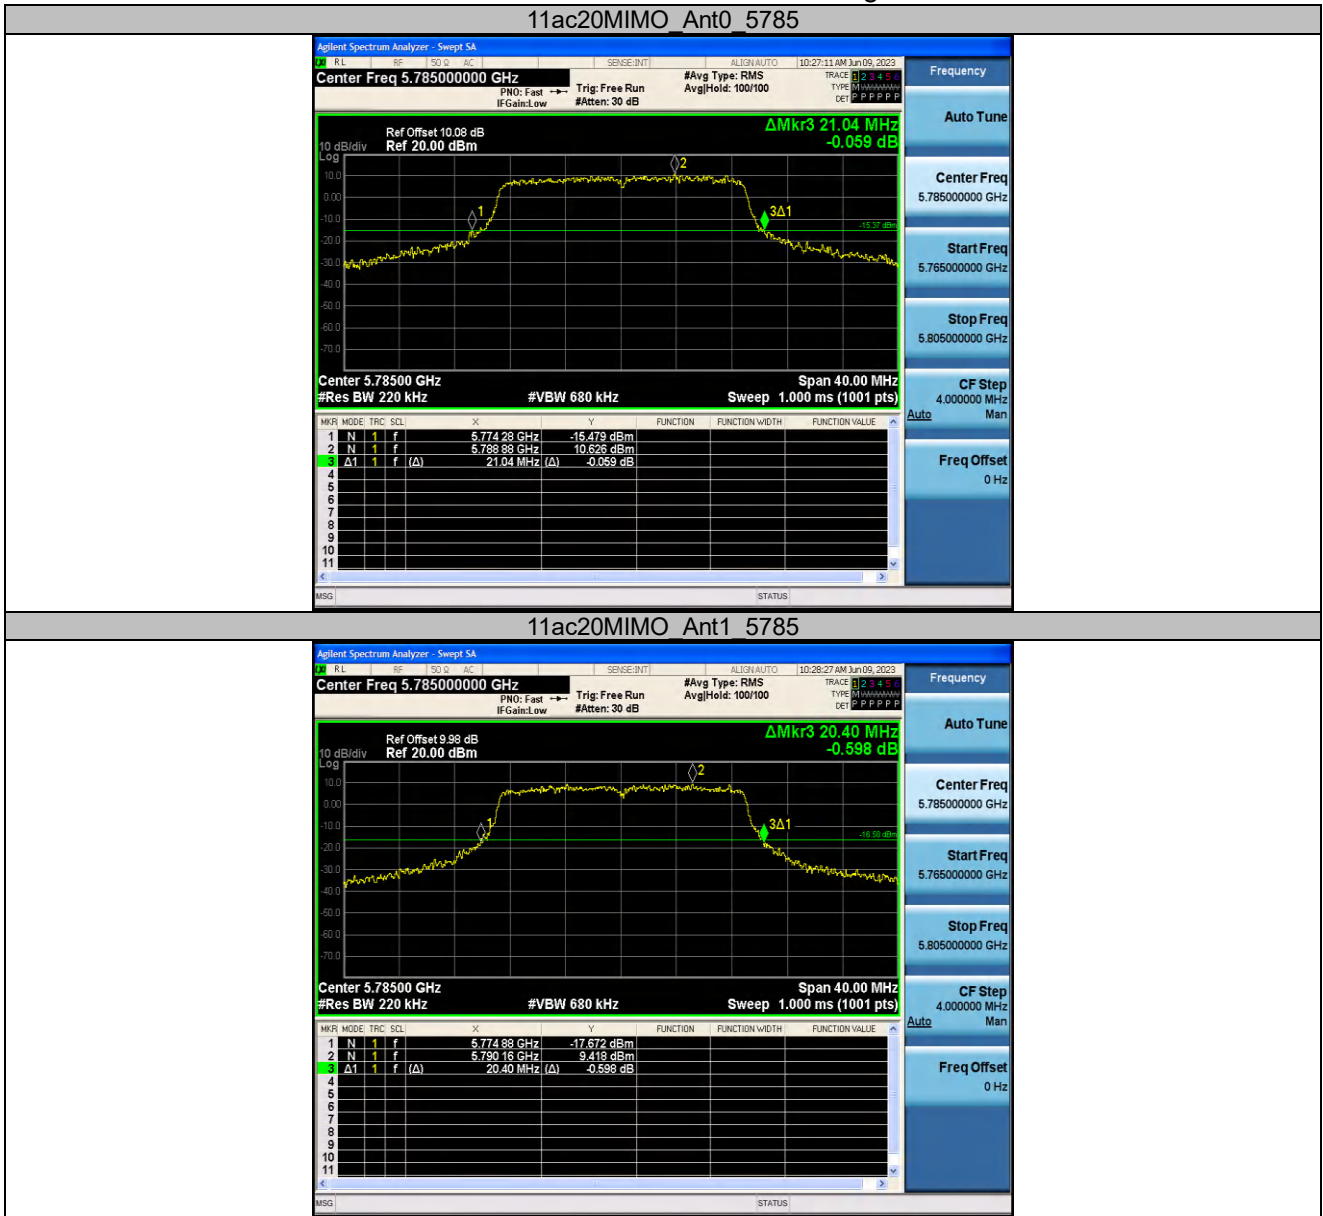 11ac20MIMO_Ant0_5785
Agilent Spectrum Analyzer - Swept SA
RL RF 50 Ω AC SENSE:INT ALIGN AUTO 10:27:11 AM Jun 09, 2023
Center Freq 5.785000000 GHz
PNO: Fast
IFGain:Low
Trig: Free Run
#Atten: 30 dB
#Avg Type: RMS
Avg|Hold: 100/100
TRACE 1 2 3 4 5 6
TYPE M WWWWW
DET P P P P P P
Ref Offset 10.08 dB
10 dB/div Ref 20.00 dBm
Log
ΔMkr3 21.04 MHz
-0.059 dB
10.0
0.00
-10.0
-20.0
-30.0
-40.0
-50.0
-60.0
-70.0
1
2
3Δ1
-15.37 dBm
Center 5.78500 GHz Span 40.00 MHz
#Res BW 220 kHz #VBW 680 kHz Sweep 1.000 ms (1001 pts)
MKR MODE TRC SCL X Y FUNCTION FUNCTION WIDTH FUNCTION VALUE
1 N 1 f 5.774 28 GHz -15.479 dBm
2 N 1 f 5.788 88 GHz 10.626 dBm
3 Δ1 1 f (Δ) 21.04 MHz (Δ) -0.059 dB
4
5
6
7
8
9
10
11
MSG STATUS
Frequency
Auto Tune
Center Freq
5.785000000 GHz
Start Freq
5.765000000 GHz
Stop Freq
5.805000000 GHz
CF Step
4.000000 MHz
Auto Man
Freq Offset
0 Hz
11ac20MIMO_Ant1_5785
Agilent Spectrum Analyzer - Swept SA
RL RF 50 Ω AC SENSE:INT ALIGN AUTO 10:28:27 AM Jun 09, 2023
Center Freq 5.785000000 GHz
PNO: Fast
IFGain:Low
Trig: Free Run
#Atten: 30 dB
#Avg Type: RMS
Avg|Hold: 100/100
TRACE 1 2 3 4 5 6
TYPE M WWWWW
DET P P P P P P
Ref Offset 9.98 dB
10 dB/div Ref 20.00 dBm
Log
ΔMkr3 20.40 MHz
-0.598 dB
10.0
0.00
-10.0
-20.0
-30.0
-40.0
-50.0
-60.0
-70.0
1
2
3Δ1
-16.58 dBm
Center 5.78500 GHz Span 40.00 MHz
#Res BW 220 kHz #VBW 680 kHz Sweep 1.000 ms (1001 pts)
MKR MODE TRC SCL X Y FUNCTION FUNCTION WIDTH FUNCTION VALUE
1 N 1 f 5.774 88 GHz -17.672 dBm
2 N 1 f 5.790 16 GHz 9.418 dBm
3 Δ1 1 f (Δ) 20.40 MHz (Δ) -0.598 dB
4
5
6
7
8
9
10
11
MSG STATUS
Frequency
Auto Tune
Center Freq
5.785000000 GHz
Start Freq
5.765000000 GHz
Stop Freq
5.805000000 GHz
CF Step
4.000000 MHz
Auto Man
Freq Offset
0 Hz